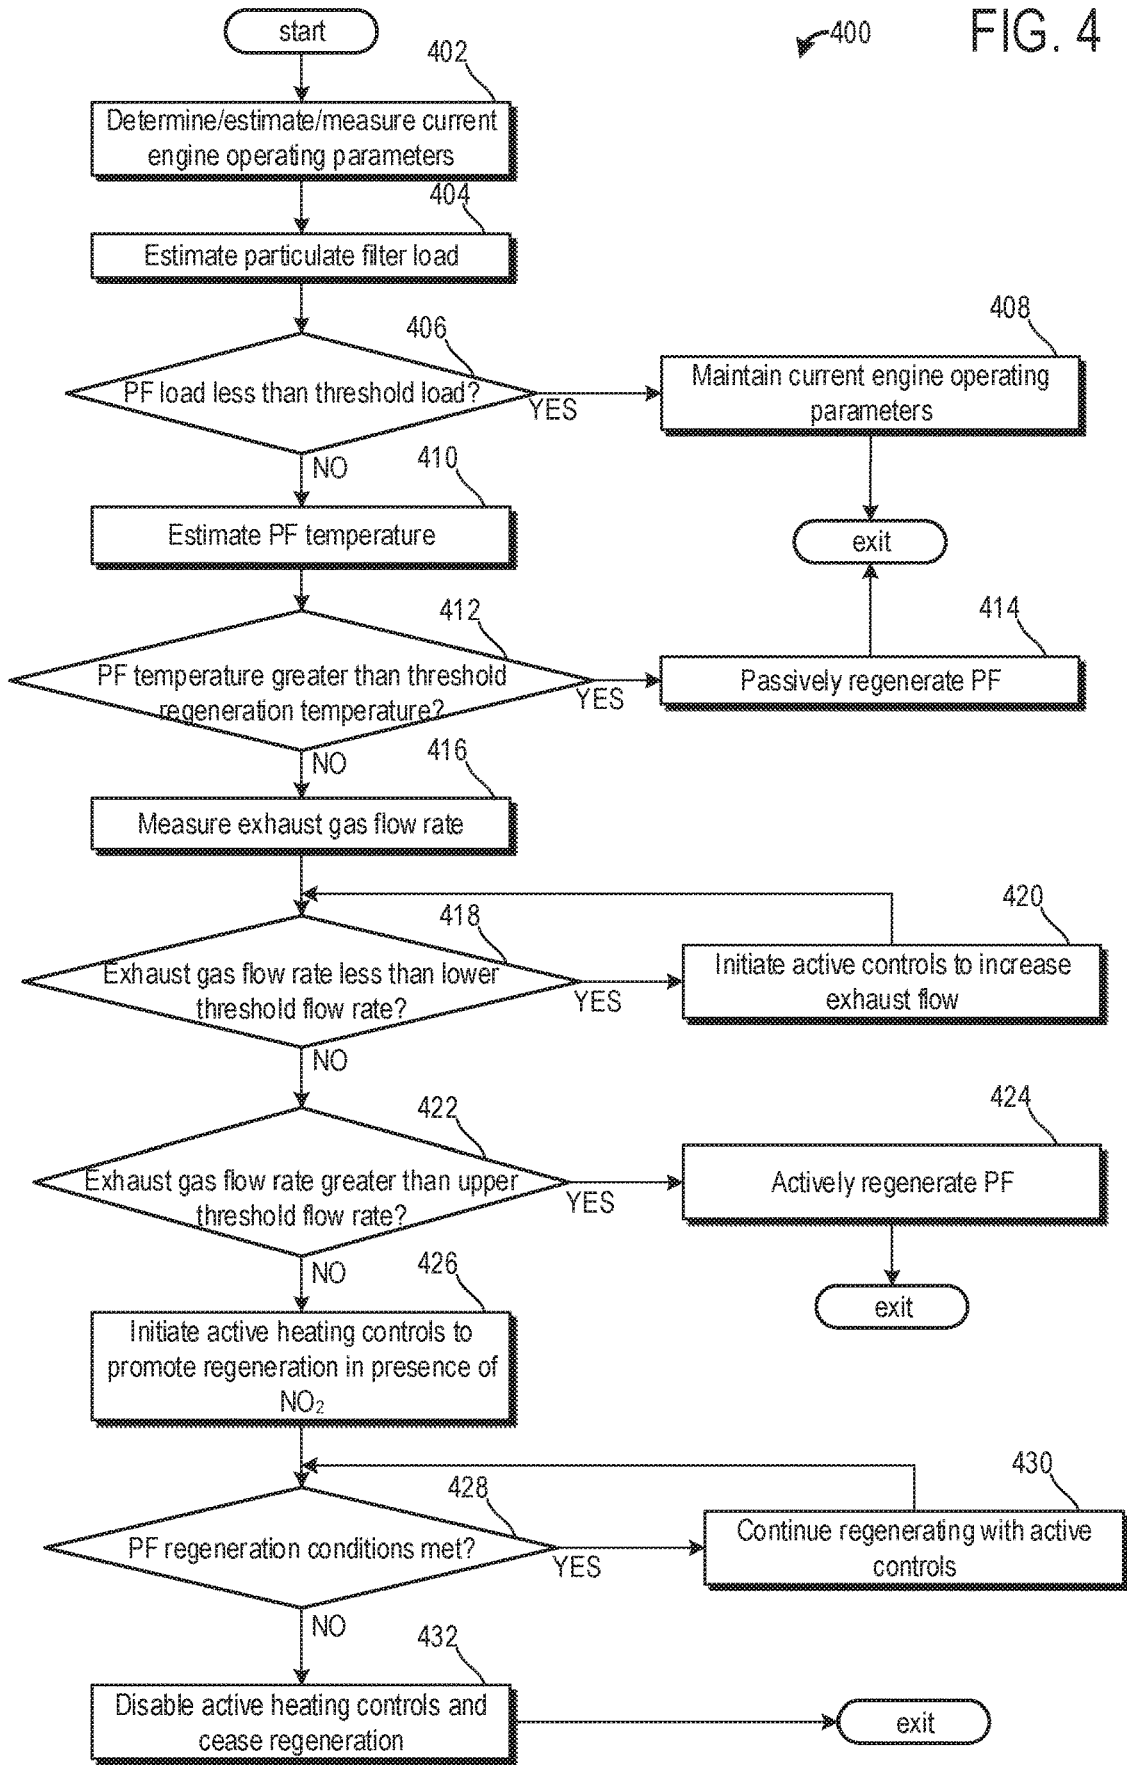 start
400
FIG. 4
402
Determine/estimate/measure current
engine operating parameters
404
Estimate particulate filter load
406
PF load less than threshold load?
YES
NO
408
Maintain current engine operating
parameters
410
Estimate PF temperature
exit
412
PF temperature greater than threshold
regeneration temperature?
YES
NO
414
Passively regenerate PF
416
Measure exhaust gas flow rate
418
Exhaust gas flow rate less than lower
threshold flow rate?
YES
NO
420
Initiate active controls to increase
exhaust flow
422
Exhaust gas flow rate greater than upper
threshold flow rate?
YES
NO
424
Actively regenerate PF
exit
426
Initiate active heating controls to
promote regeneration in presence of
NO₂
428
PF regeneration conditions met?
YES
NO
430
Continue regenerating with active
controls
432
Disable active heating controls and
cease regeneration
exit